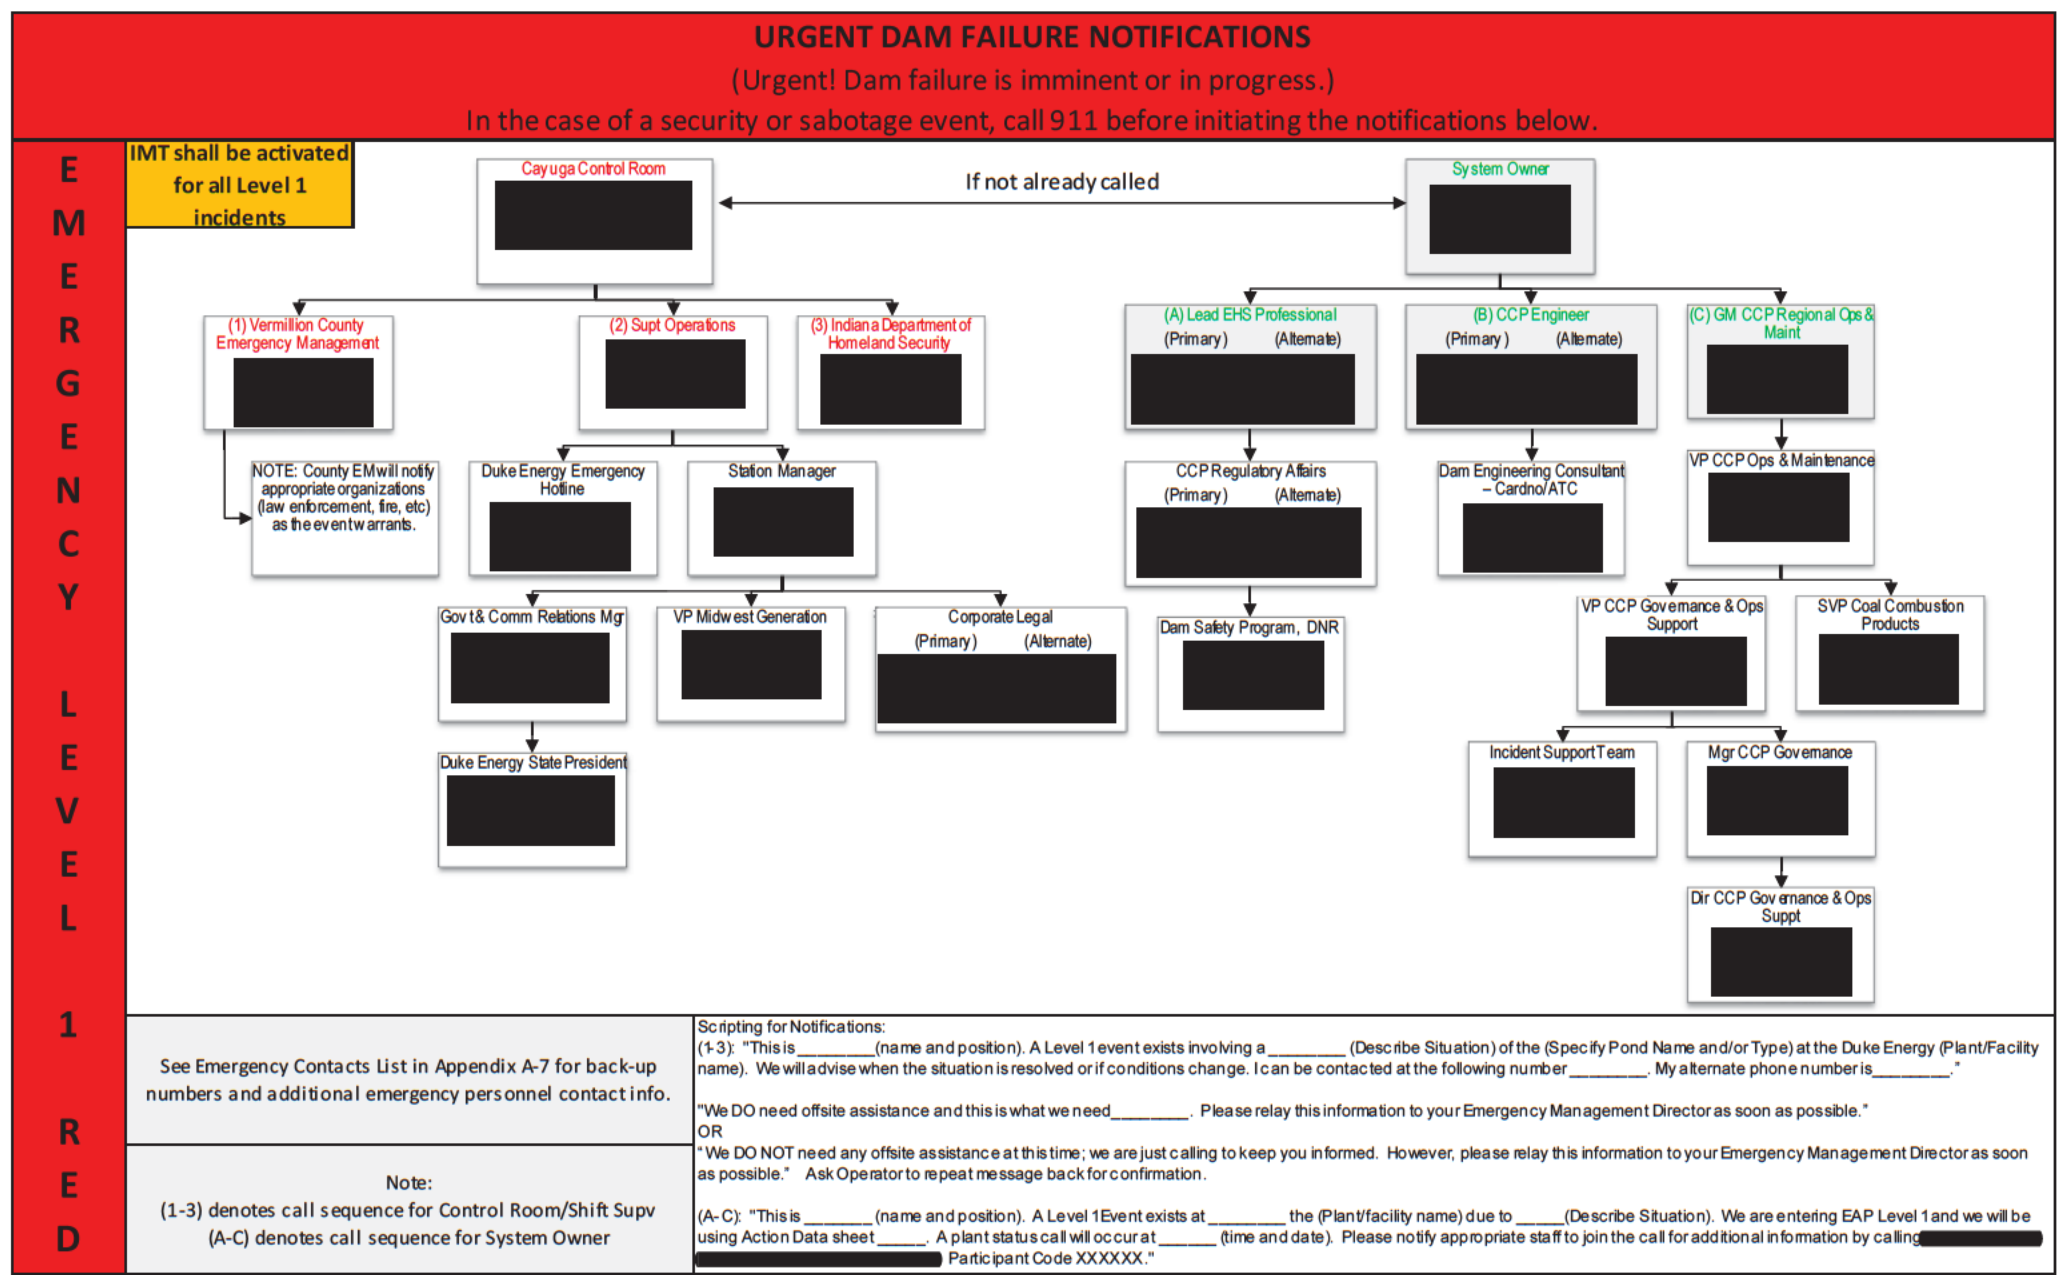 URGENT DAM FAILURE NOTIFICATIONS
(Urgent! Dam failure is imminent or in progress.)
In the case of a security or sabotage event, call 911 before initiating the notifications below.
EMERGENCY LEVEL 1 RED
IMT shall be activated
for all Level 1
incidents
Cayuga Control Room
If not already called
System Owner
(1) Vermillion County
Emergency Management
(2) Supt Operations
(3) Indiana Department of
Homeland Security
(A) Lead EHS Professional
(Primary) (Alternate)
(B) CCP Engineer
(Primary) (Alternate)
(C) GM CCP Regional Ops &
Maint
NOTE: County EM will notify
appropriate organizations
(law enforcement, fire, etc)
as the event warrants.
Duke Energy Emergency
Hotline
Station Manager
CCP Regulatory Affairs
(Primary) (Alternate)
Dam Engineering Consultant
– Cardno/ATC
VP CCP Ops & Maintenance
Gov't & Comm Relations Mgr
VP Midwest Generation
Corporate Legal
(Primary) (Alternate)
Dam Safety Program, DNR
VP CCP Governance & Ops
Support
SVP Coal Combustion
Products
Duke Energy State President
Incident Support Team
Mgr CCP Governance
Dir CCP Governance & Ops
Suppt
See Emergency Contacts List in Appendix A-7 for back-up
numbers and additional emergency personnel contact info.
Note:
(1-3) denotes call sequence for Control Room/Shift Supv
(A-C) denotes call sequence for System Owner
Scripting for Notifications:
(1-3): "This is ________(name and position). A Level 1 event exists involving a ________ (Describe Situation) of the (Specify Pond Name and/or Type) at the Duke Energy (Plant/Facility
name). We will advise when the situation is resolved or if conditions change. I can be contacted at the following number ________. My alternate phone number is________."
"We DO need offsite assistance and this is what we need________. Please relay this information to your Emergency Management Director as soon as possible."
OR
"We DO NOT need any offsite assistance at this time; we are just calling to keep you informed. However, please relay this information to your Emergency Management Director as soon
as possible." Ask Operator to repeat message back for confirmation.
(A-C): "This is _______ (name and position). A Level 1 Event exists at ________ the (Plant/facility name) due to _____(Describe Situation). We are entering EAP Level 1 and we will be
using Action Data sheet _____. A plant status call will occur at ______ (time and date). Please notify appropriate staff to join the call for additional information by calling
Participant Code XXXXXX."